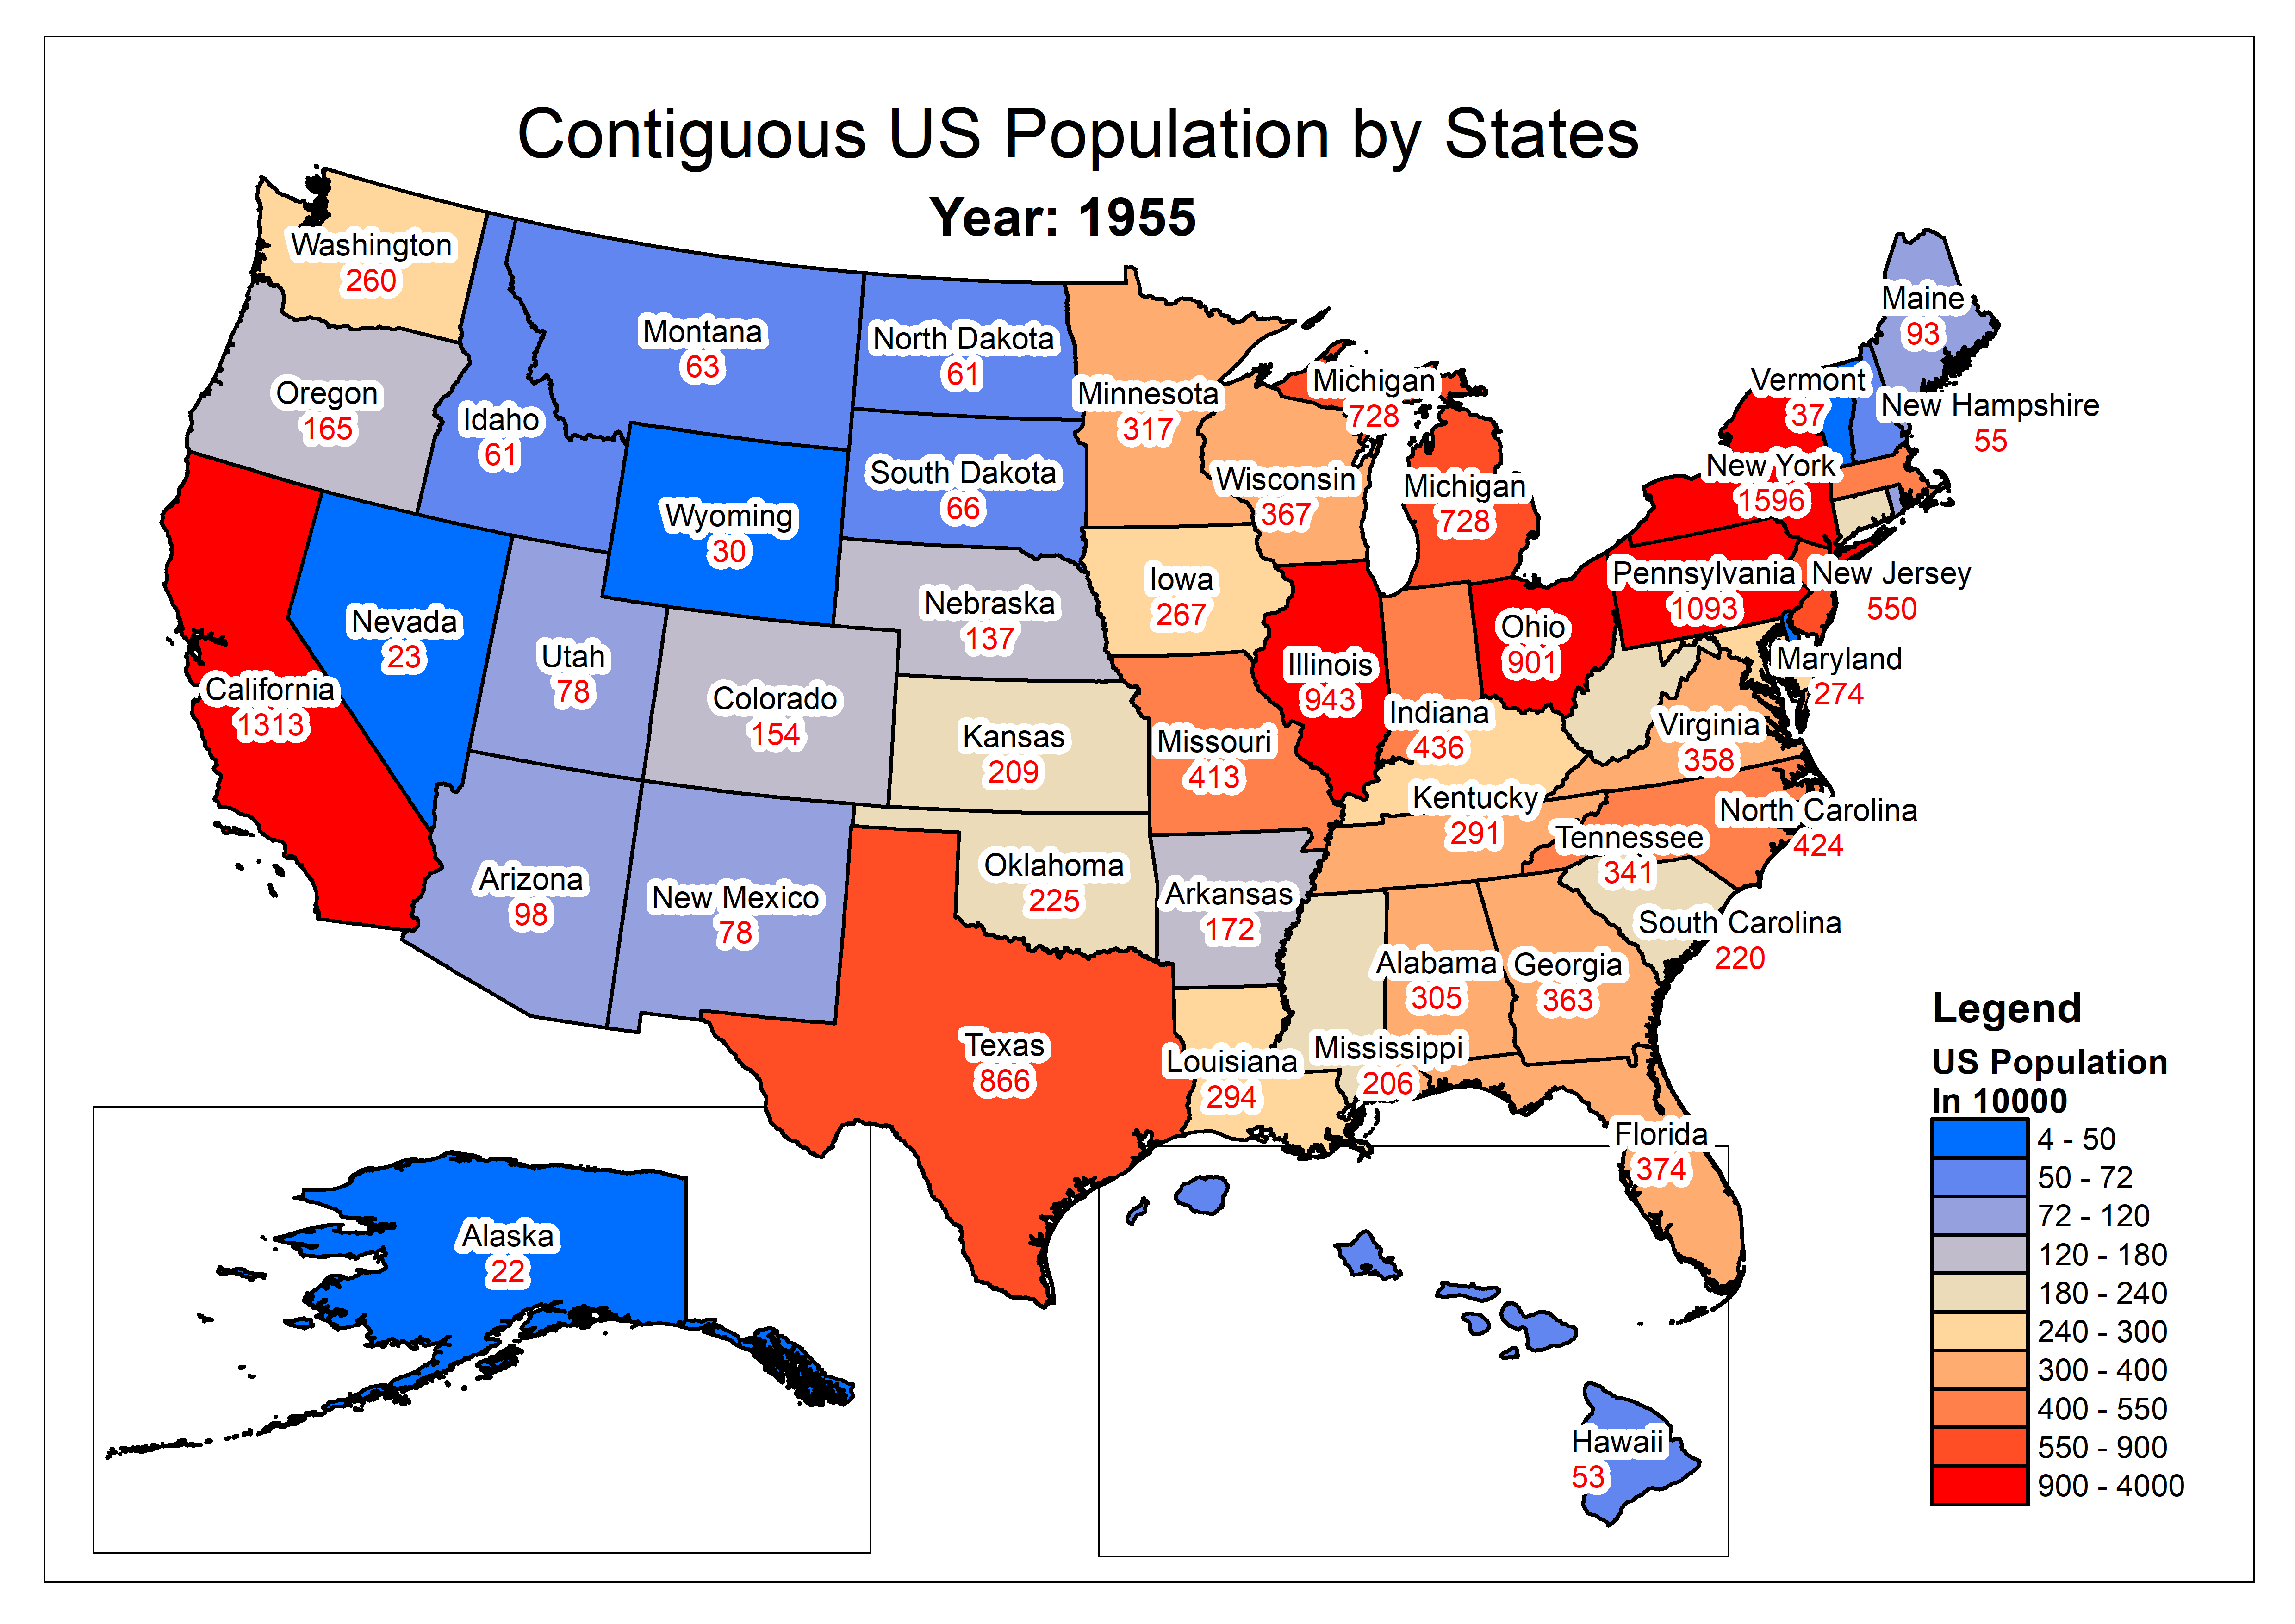 Contiguous US Population by States
Year: 1955
Washington
260
Oregon
165
California
1313
Idaho
61
Nevada
23
Montana
63
Wyoming
30
Utah
78
Colorado
154
Arizona
98
New Mexico
78
North Dakota
61
South Dakota
66
Nebraska
137
Kansas
209
Oklahoma
225
Texas
866
Minnesota
317
Iowa
267
Missouri
413
Arkansas
172
Louisiana
294
Wisconsin
367
Illinois
943
Michigan
728
Michigan
728
Indiana
436
Ohio
901
Kentucky
291
Tennessee
341
Mississippi
206
Alabama
305
Georgia
363
Florida
374
South Carolina
220
North Carolina
424
Virginia
358
Maryland
274
Pennsylvania
1093
New Jersey
550
New York
1596
Vermont
37
New Hampshire
55
Maine
93
Alaska
22
Hawaii
53
Legend
US Population
In 10000
4 - 50
50 - 72
72 - 120
120 - 180
180 - 240
240 - 300
300 - 400
400 - 550
550 - 900
900 - 4000